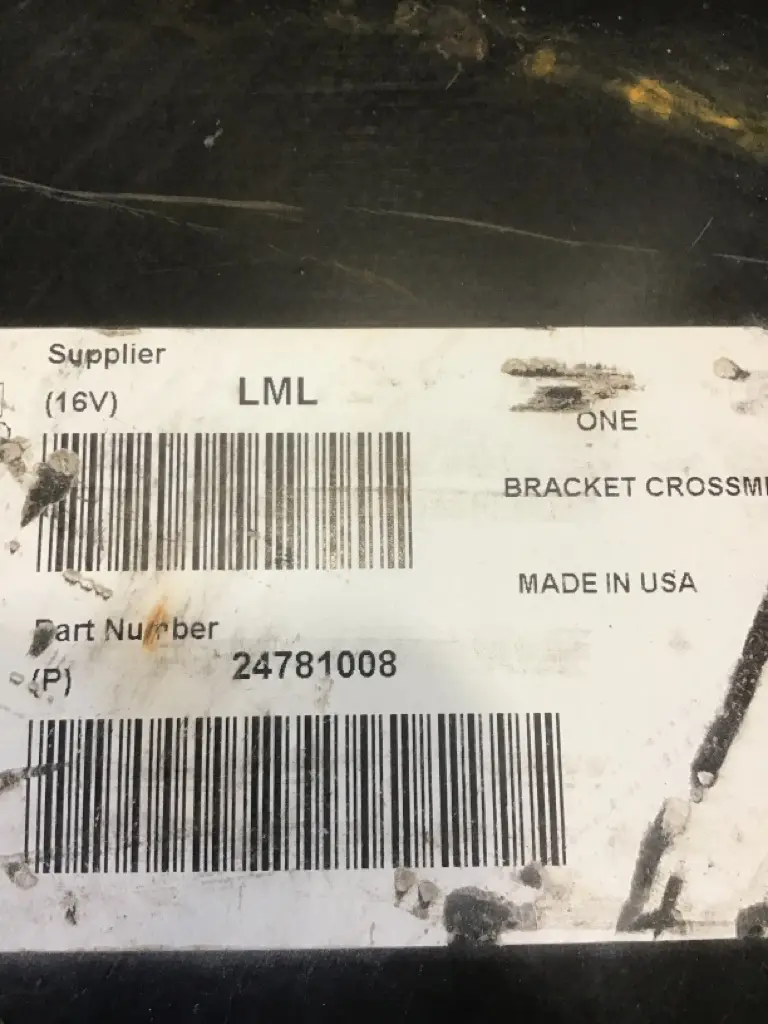 Supplier
(16V) LML
ONE
BRACKET CROSSM
MADE IN USA
Part Number
(P) 24781008